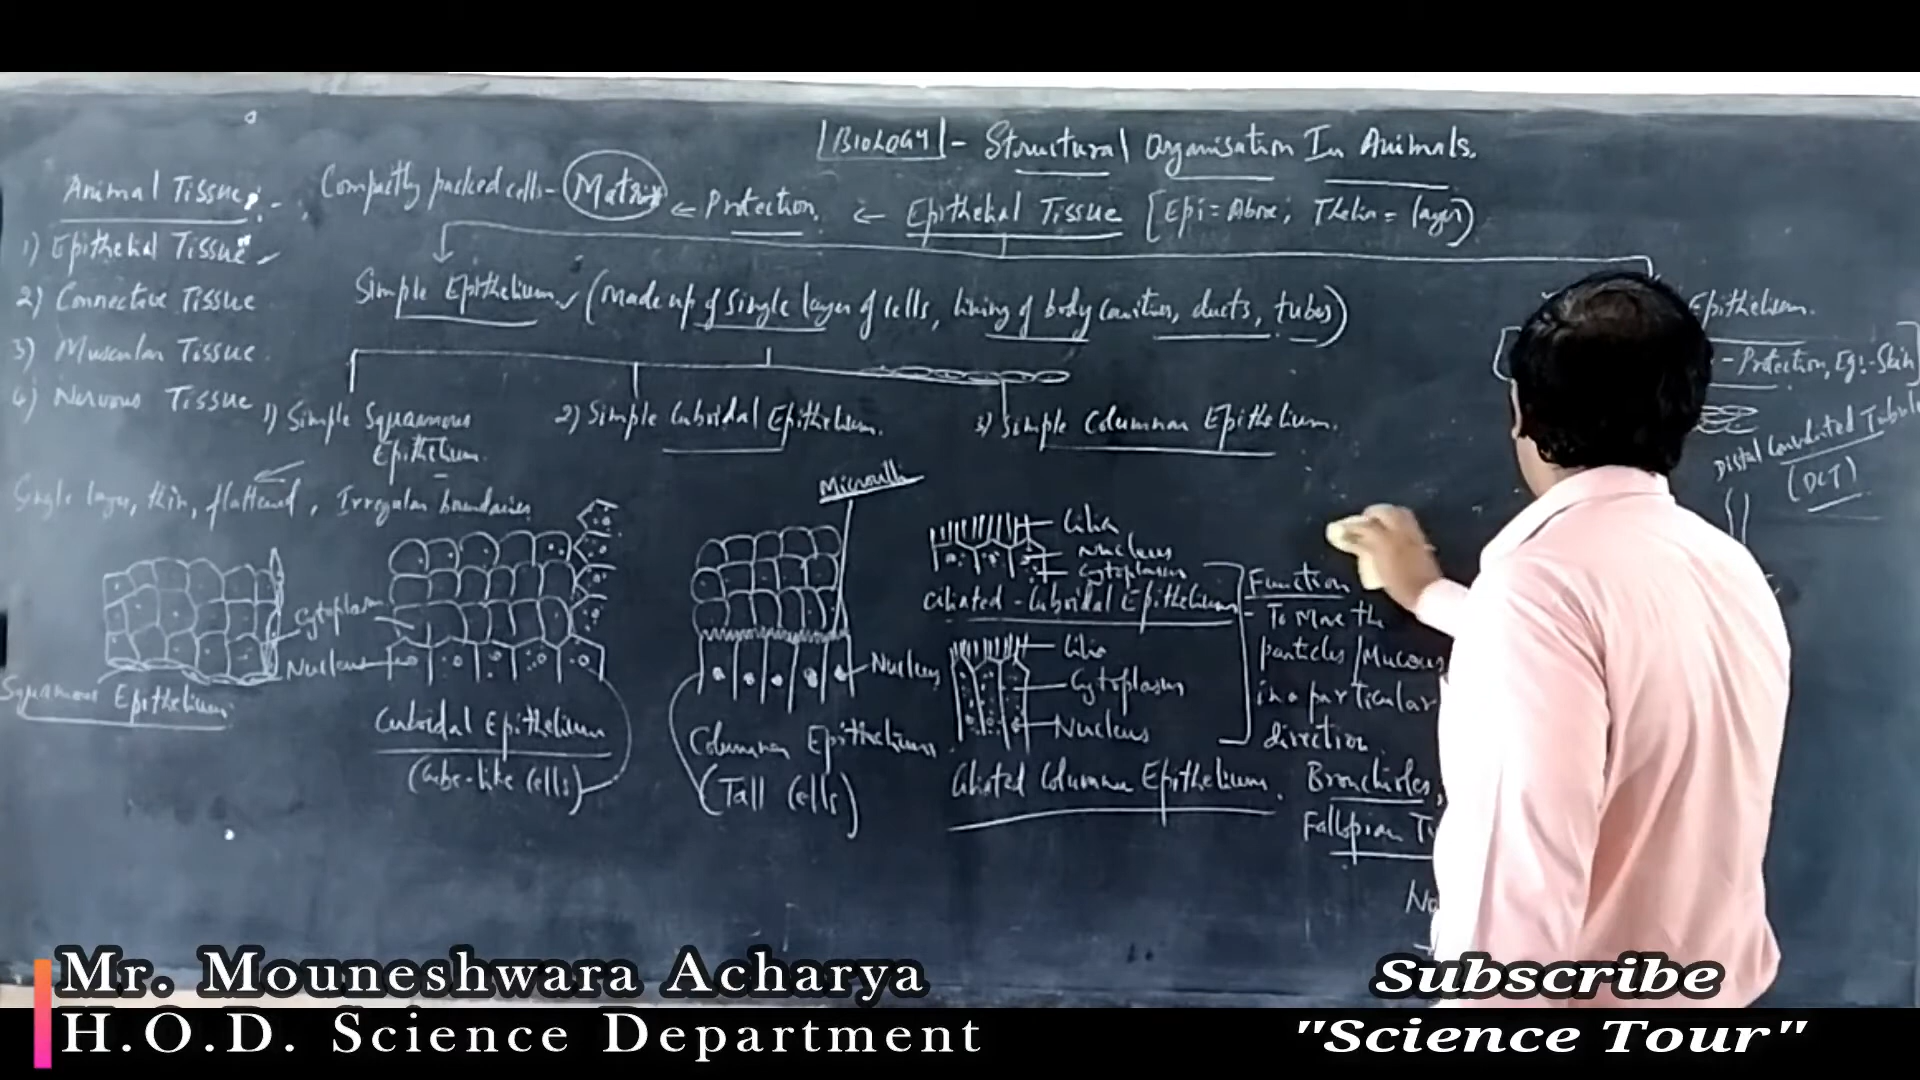 [BIOLOGY] - Structural Organisation In Animals.
Animal Tissue :- Compactly packed cells - Matrix ← Protection. ← Epithelial Tissue [Epi = Above; Thelia = layer)
1) Epithelial Tissue
2) Connective Tissue
3) Muscular Tissue
4) Nervous Tissue
Simple Epithelium (Made up of single layer of cells, lining of body cavities, ducts, tubes)
Epithelium.
- Protection, Eg:- Skin
1) Simple Squamous Epithelium.
2) Simple Cuboidal Epithelium.
3) Simple Columnar Epithelium.
Distal Convoluted
(DCT)
Single layer, thin, flattened, Irregular boundaries
Microvilli
Cytoplasm
Nucleus
Squamous Epithelium
Cuboidal Epithelium
(Cube-like cells)
Nucleus
Columnar Epithelium
(Tall cells)
Cilia
Nucleus
Cytoplasm
Ciliated - Cuboidal Epithelium
Cilia
Cytoplasm
Nucleus
Ciliated Columnar Epithelium.
Function
- To Move the
particles/Mucous
in a particular
direction.
Bronchioles,
Fallopian
Mr. Mouneshwara Acharya
H.O.D. Science Department
Subscribe
"Science Tour"